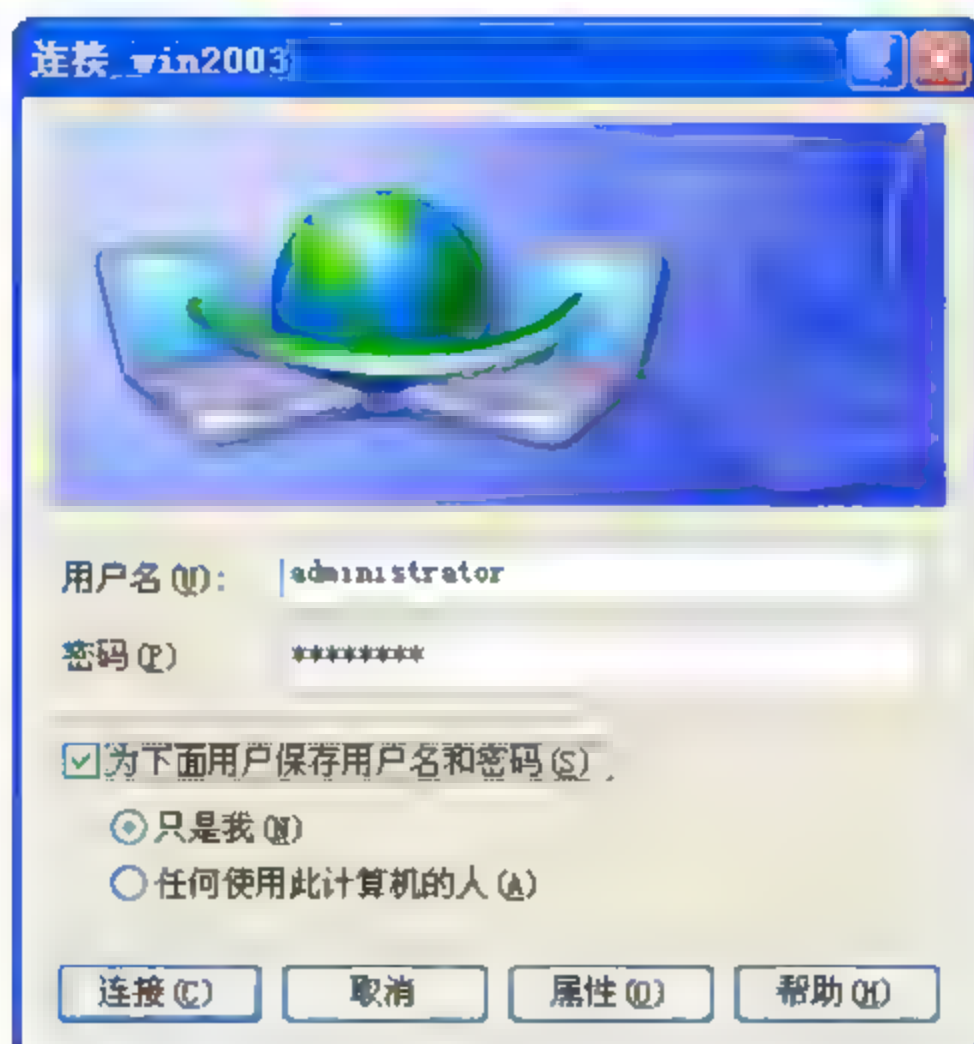 连接 win2003
用户名(U): administrator
密码(P) ********
为下面用户保存用户名和密码(S)
只是我(N)
任何使用此计算机的人(A)
连接(C) 取消 属性(O) 帮助(H)